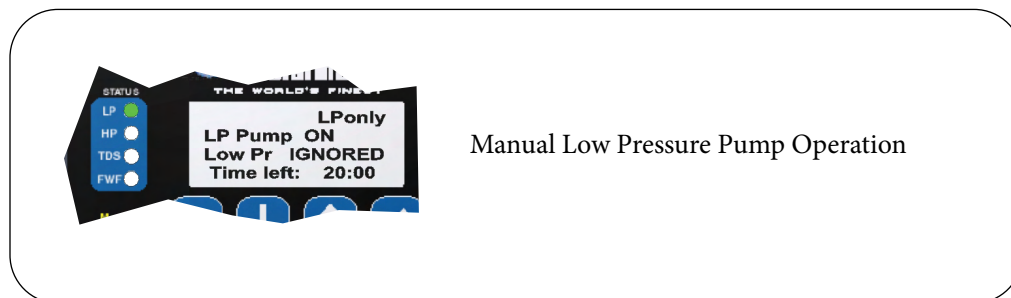 STATUS
LP
HP
TDS
FWF
THE WORLD'S
LPonly
LP Pump ON
Low Pr IGNORED
Time left: 20:00
Manual Low Pressure Pump Operation